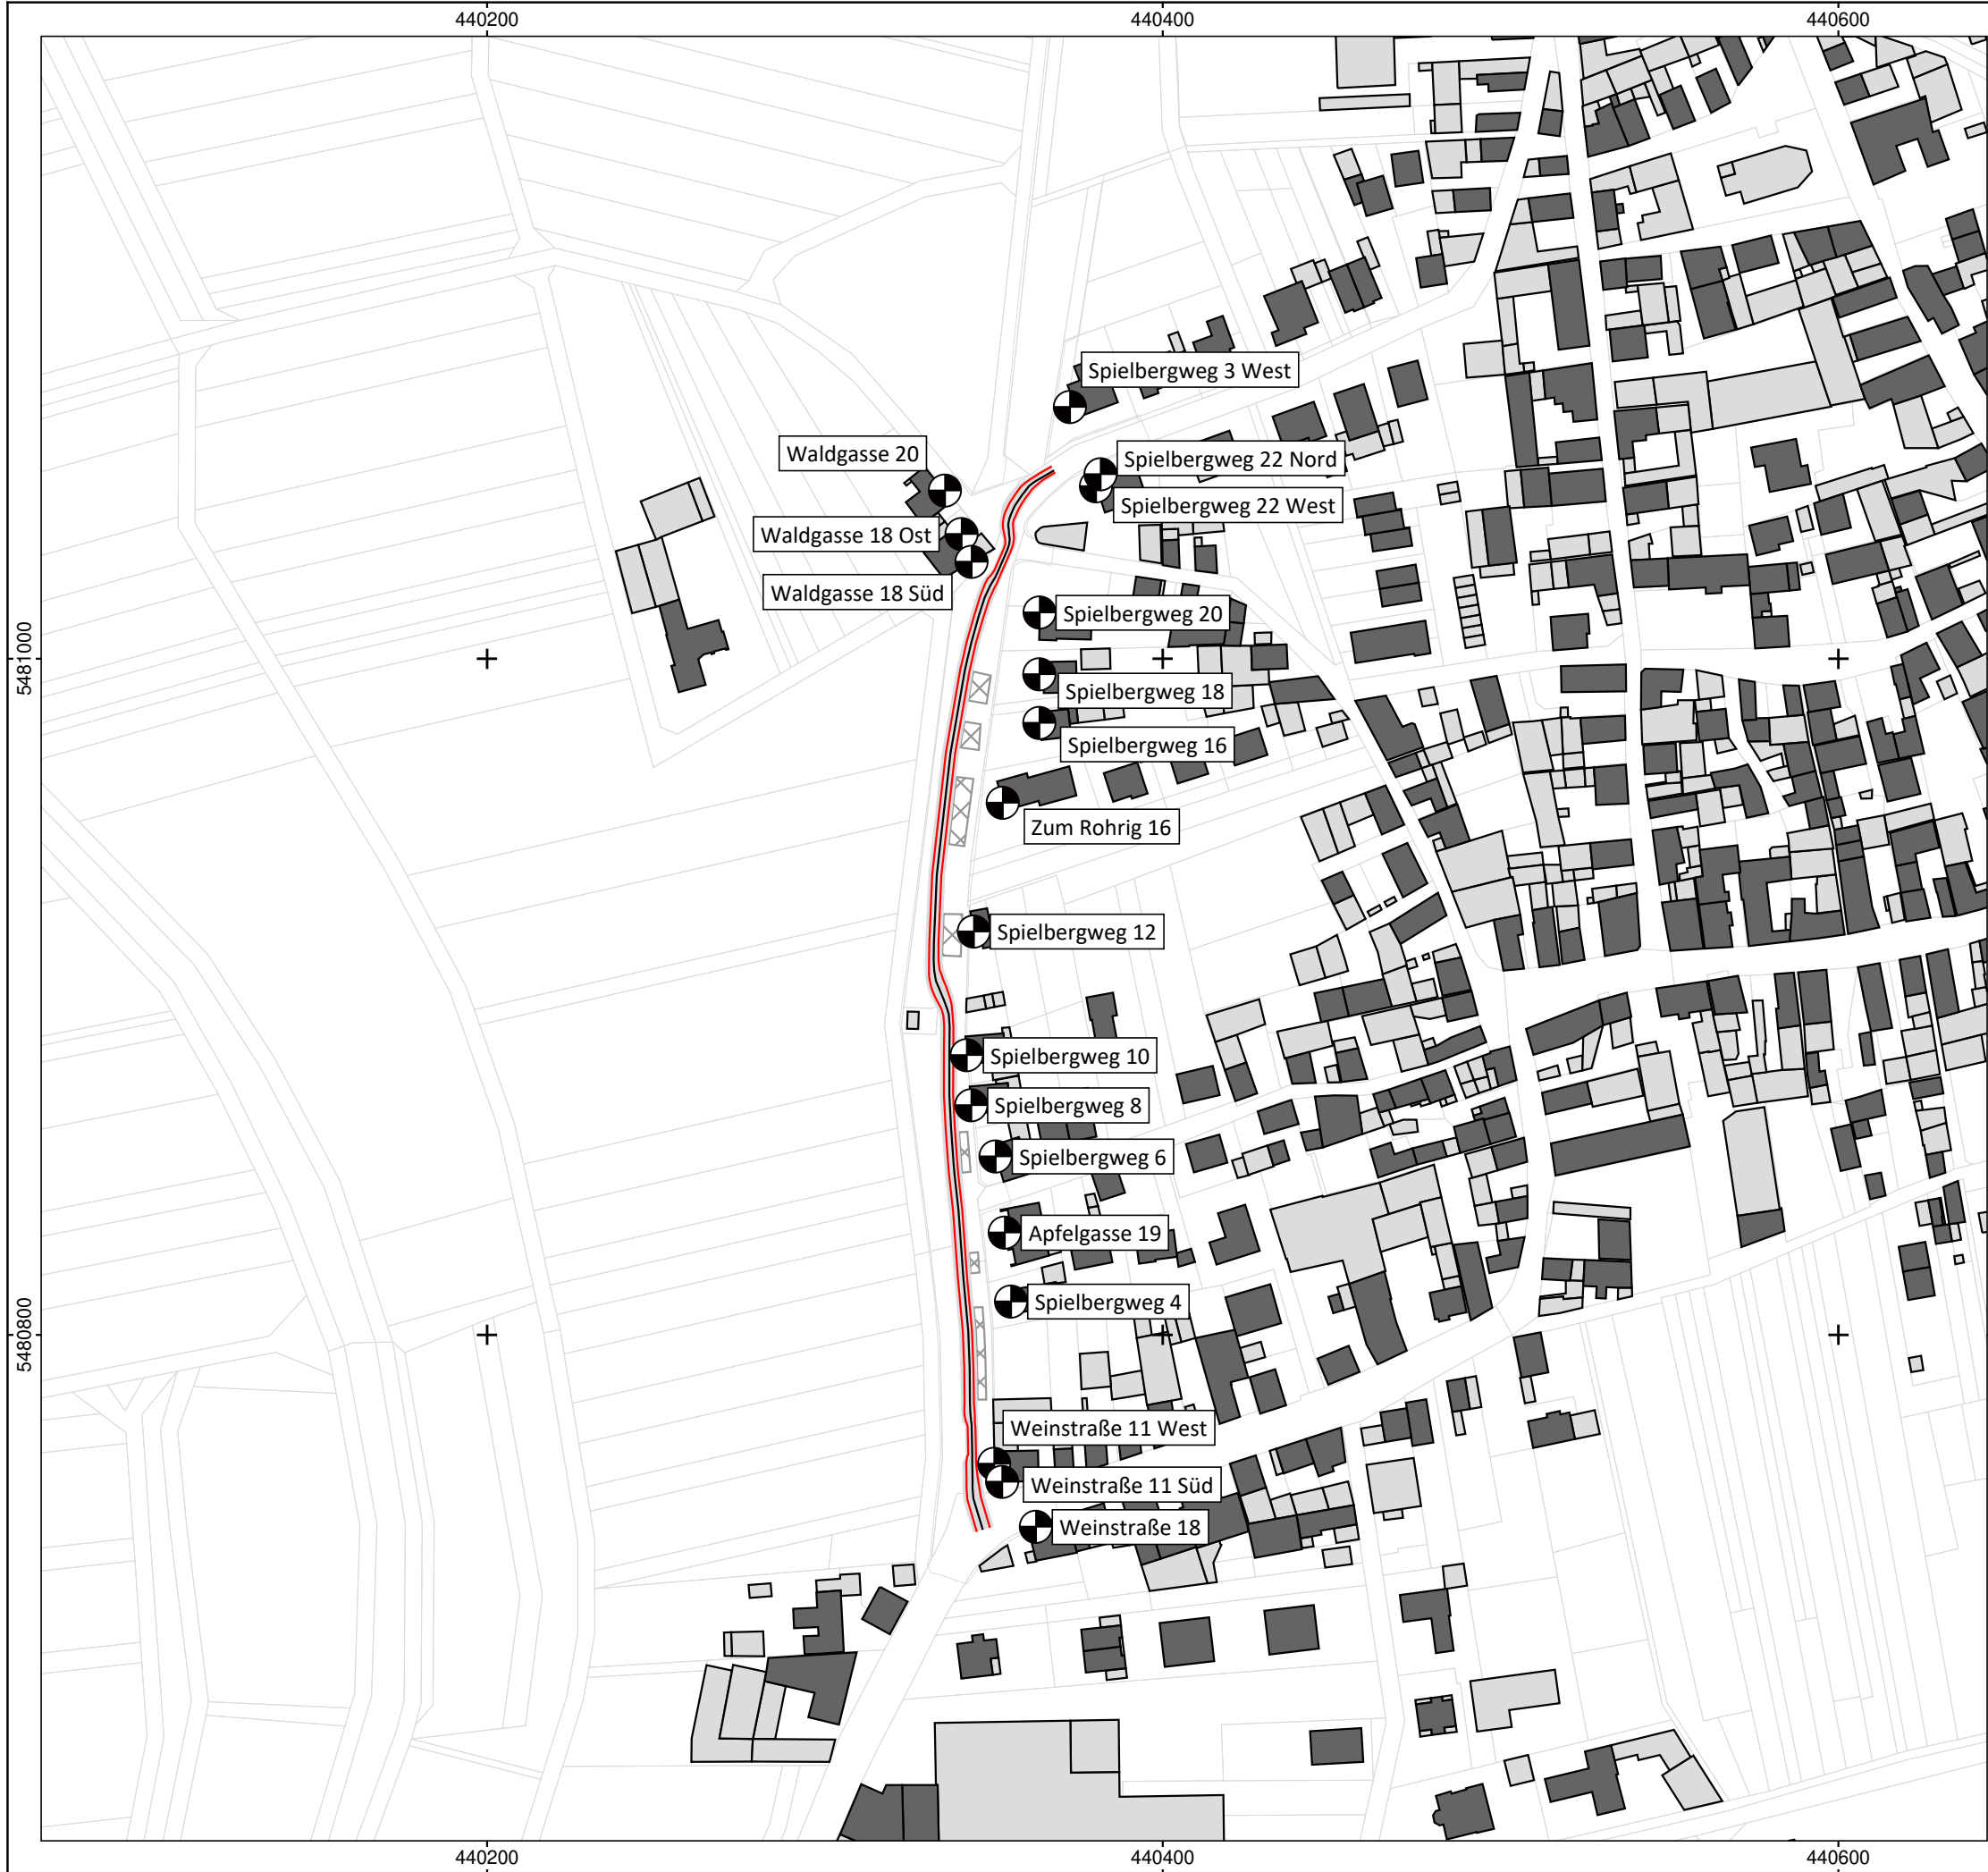 440200
440400
440600
Spielbergweg 3 West
Waldgasse 20
Spielbergweg 22 Nord
Spielbergweg 22 West
Waldgasse 18 Ost
Waldgasse 18 Süd
Spielbergweg 20
5481000
Spielbergweg 18
Spielbergweg 16
Zum Rohrig 16
Spielbergweg 12
Spielbergweg 10
Spielbergweg 8
Spielbergweg 6
Apfelgasse 19
Spielbergweg 4
5480800
Weinstraße 11 West
Weinstraße 11 Süd
Weinstraße 18
440200
440400
440600